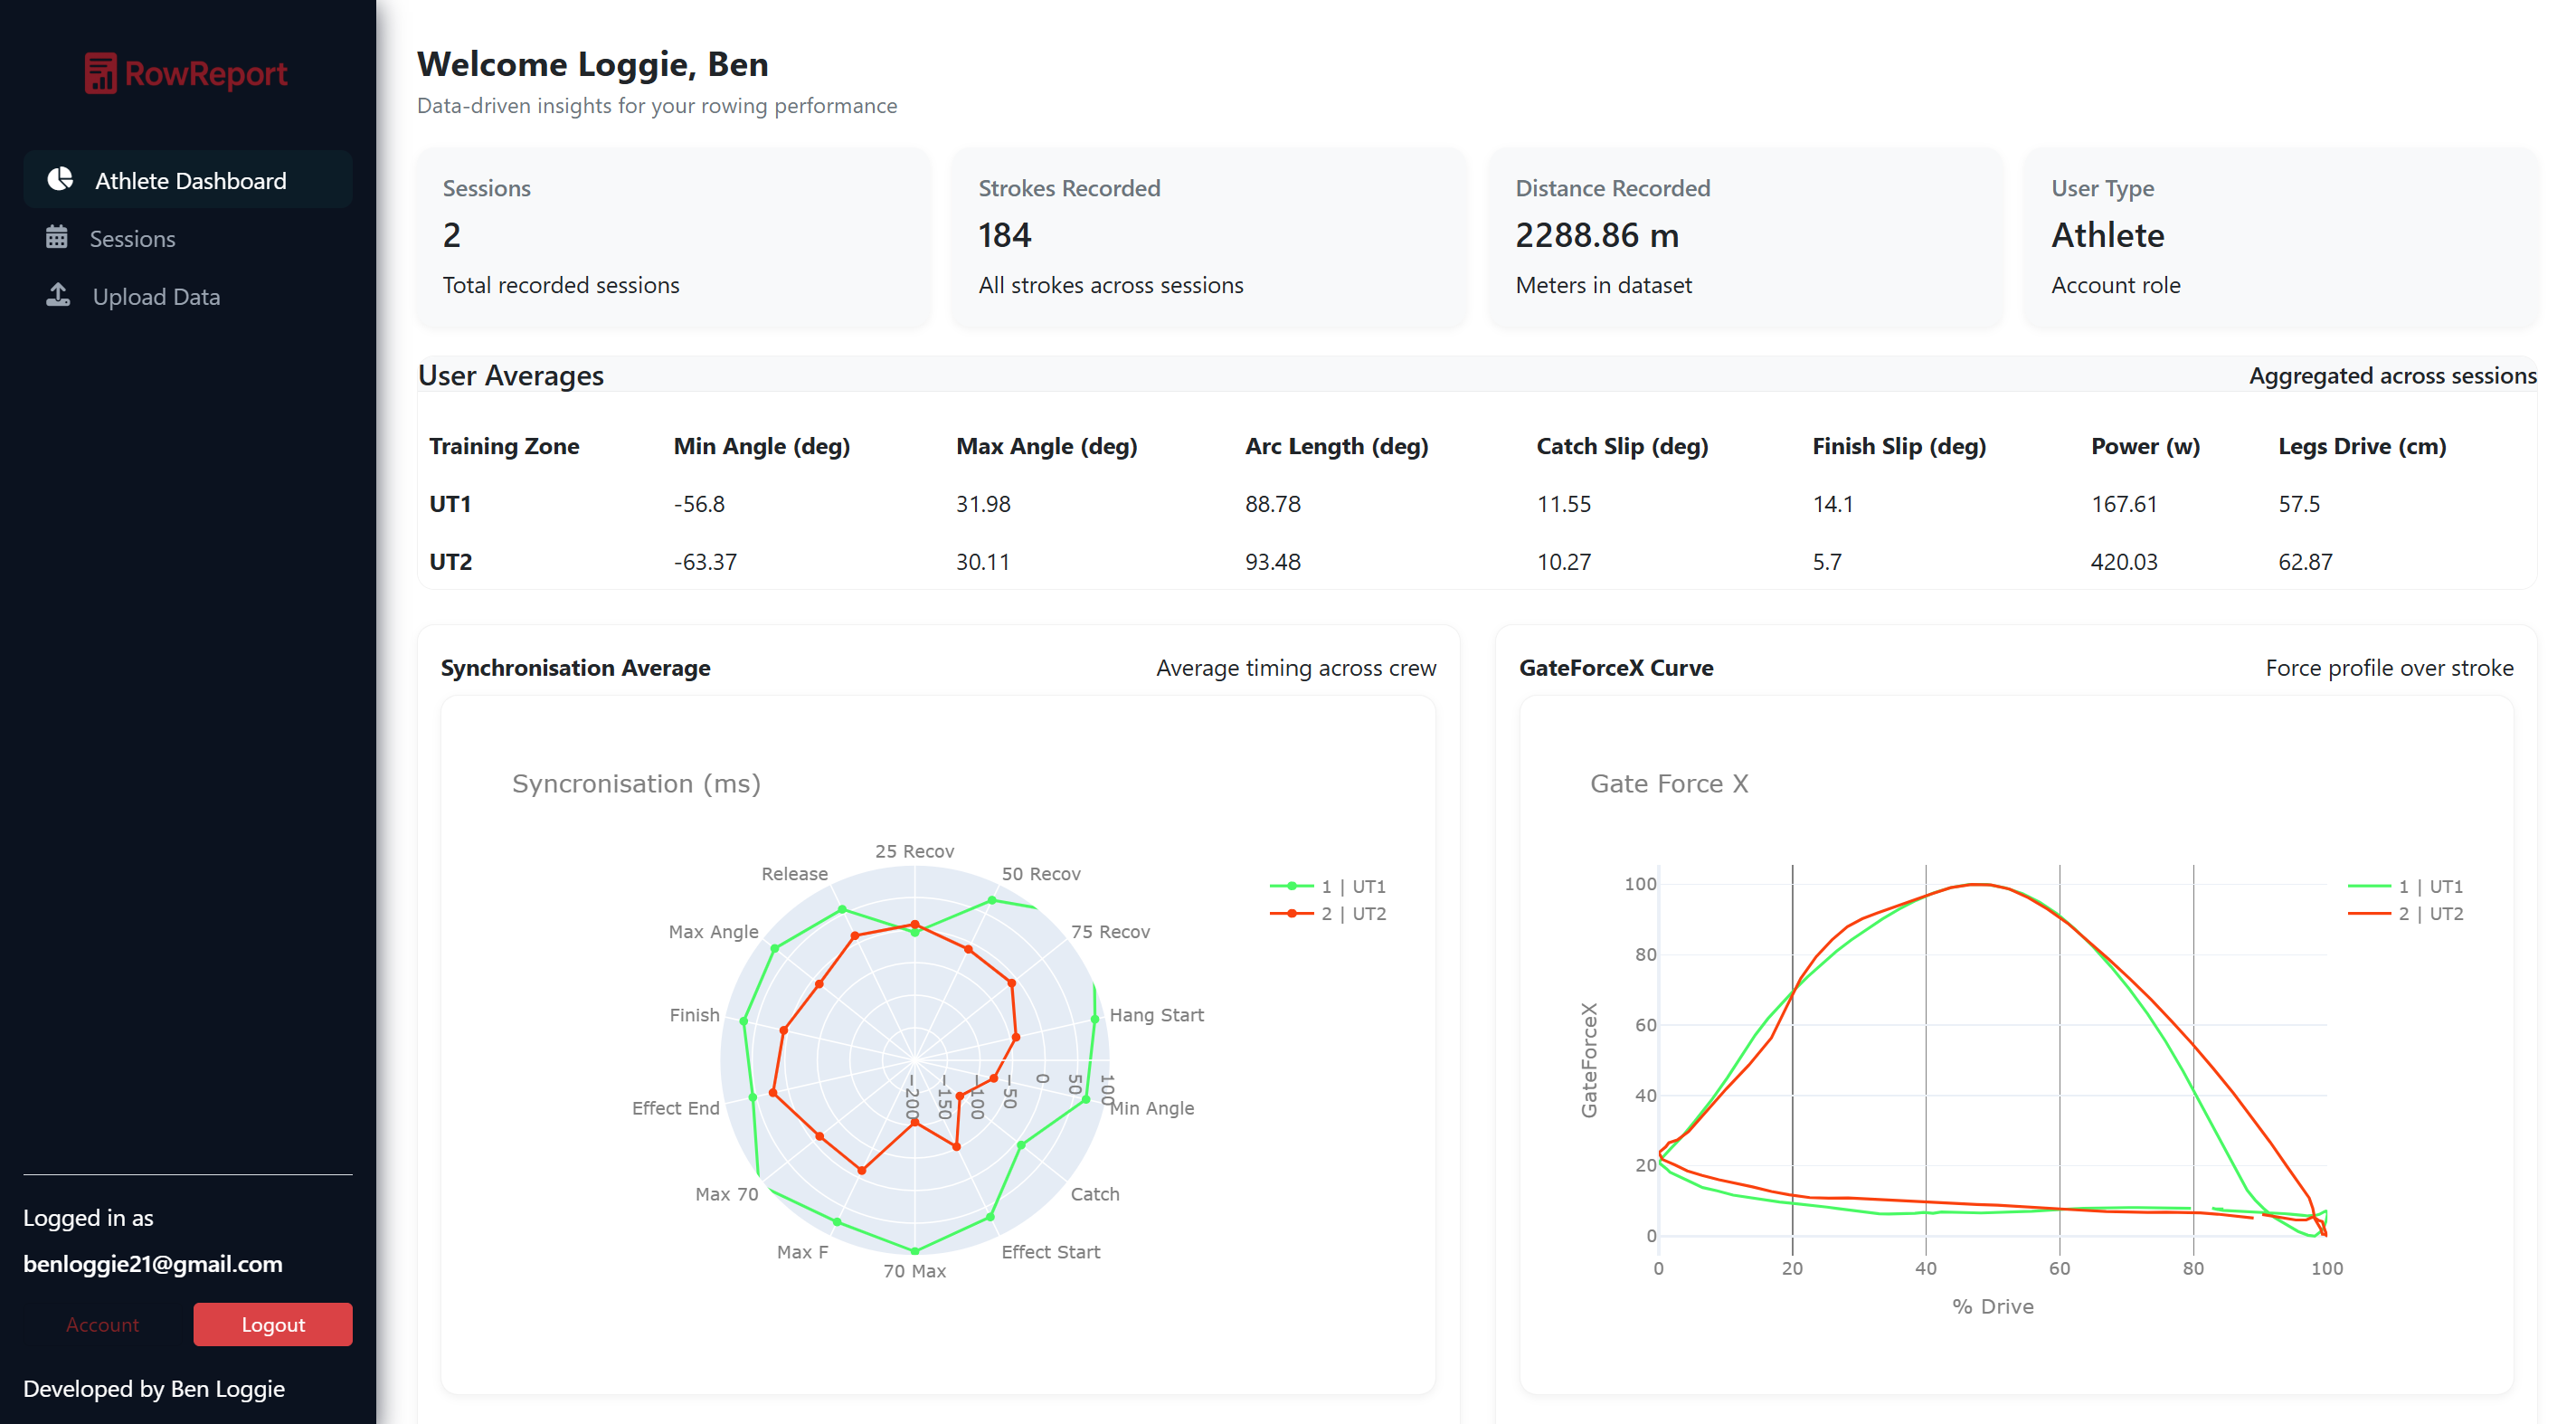 RowReport
Athlete Dashboard
Sessions
Upload Data
Logged in as
benloggie21@gmail.com
Account
Logout
Developed by Ben Loggie
Welcome Loggie, Ben
Data-driven insights for your rowing performance
Sessions
2
Total recorded sessions
Strokes Recorded
184
All strokes across sessions
Distance Recorded
2288.86 m
Meters in dataset
User Type
Athlete
Account role
User Averages
Aggregated across sessions
Training Zone Min Angle (deg) Max Angle (deg) Arc Length (deg) Catch Slip (deg) Finish Slip (deg) Power (w) Legs Drive (cm)
UT1 -56.8 31.98 88.78 11.55 14.1 167.61 57.5
UT2 -63.37 30.11 93.48 10.27 5.7 420.03 62.87
Synchronisation Average
Average timing across crew
Syncronisation (ms)
25 Recov
50 Recov
75 Recov
Hang Start
Min Angle
Catch
Effect Start
70 Max
Max F
Max 70
Effect End
Finish
Max Angle
Release
−200
−150
−100
−50
0
50
100
1 | UT1
2 | UT2
GateForceX Curve
Force profile over stroke
Gate Force X
GateForceX
100
80
60
40
20
0
0 20 40 60 80 100
% Drive
1 | UT1
2 | UT2